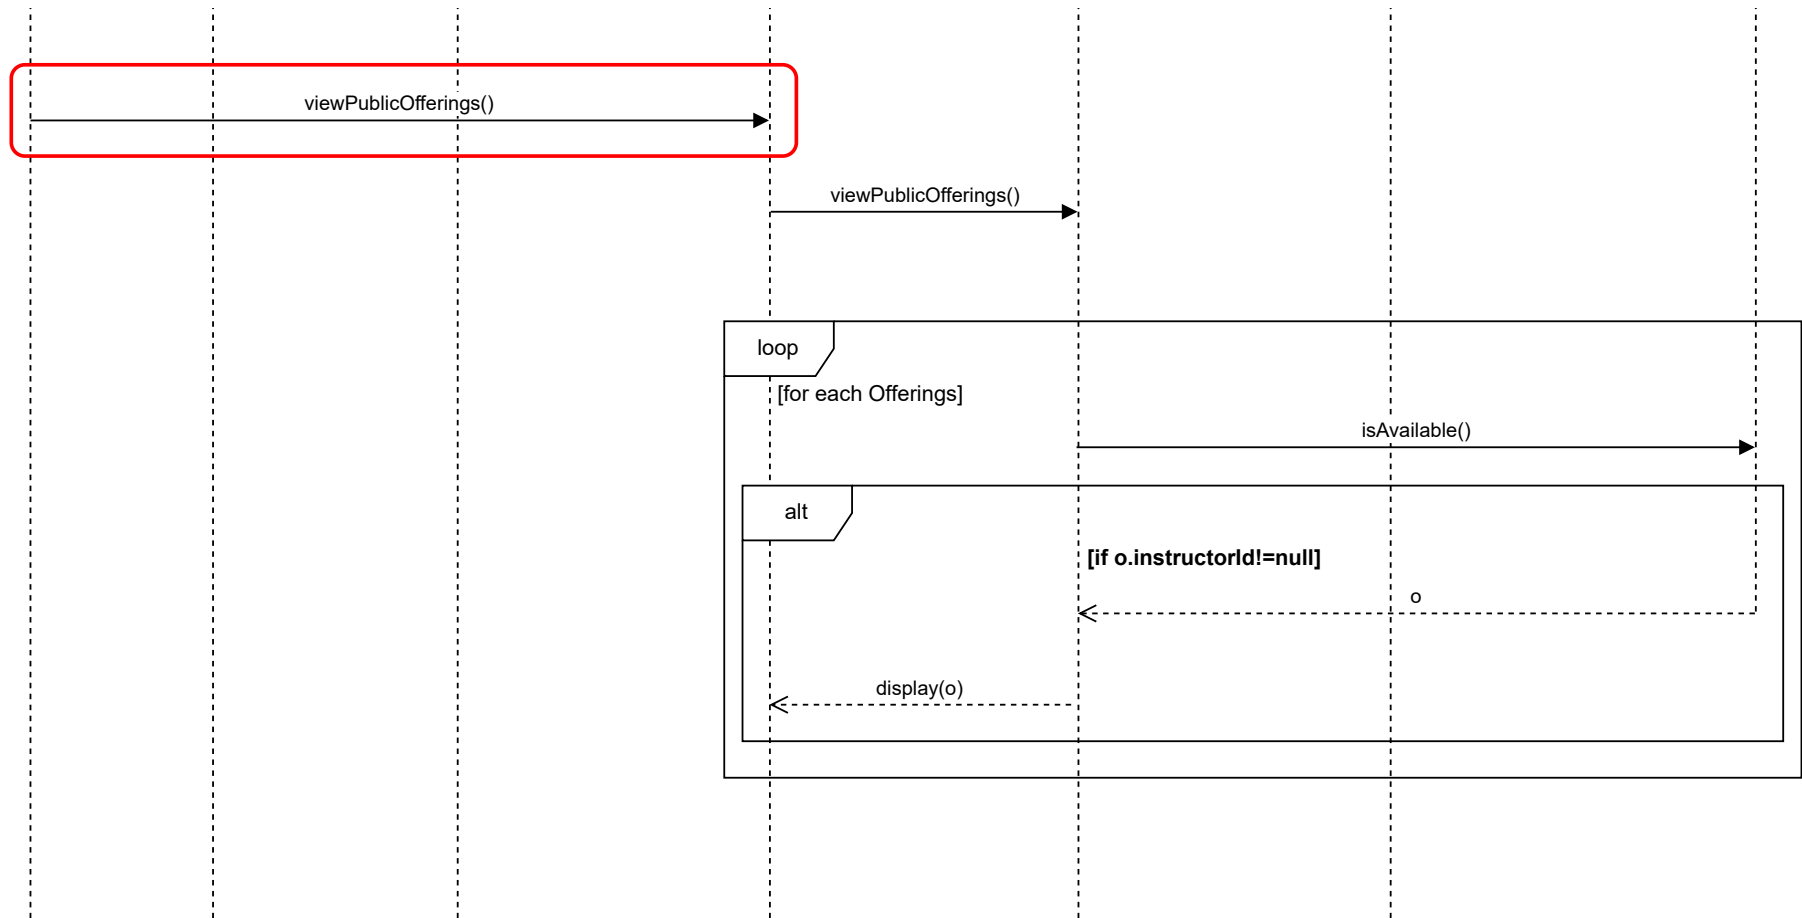 viewPublicOfferings()
viewPublicOfferings()
loop
[for each Offerings]
isAvailable()
alt
[if o.instructorId!=null]
o
display(o)